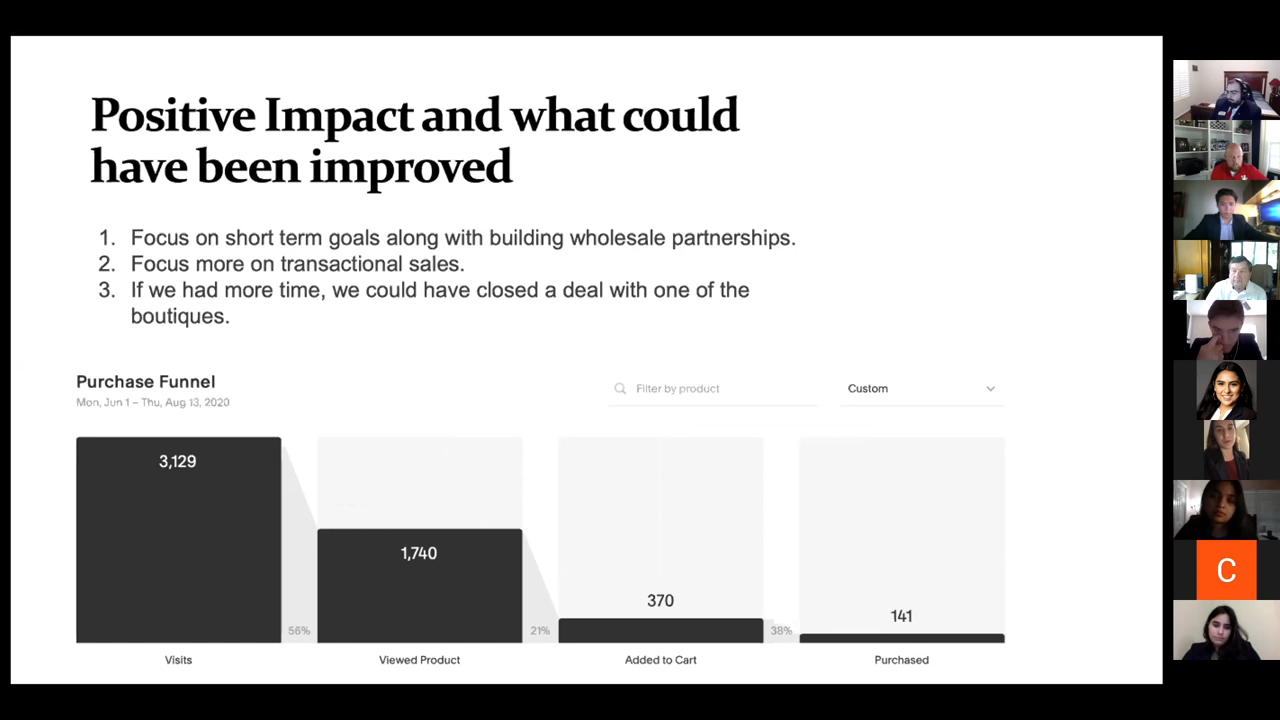 Positive Impact and what could
have been improved
1. Focus on short term goals along with building wholesale partnerships.
2. Focus more on transactional sales.
3. If we had more time, we could have closed a deal with one of the
boutiques.
Purchase Funnel
Mon, Jun 1 – Thu, Aug 13, 2020
Filter by product
Custom
3,129
1,740
370
141
56%
21%
38%
Visits
Viewed Product
Added to Cart
Purchased
C